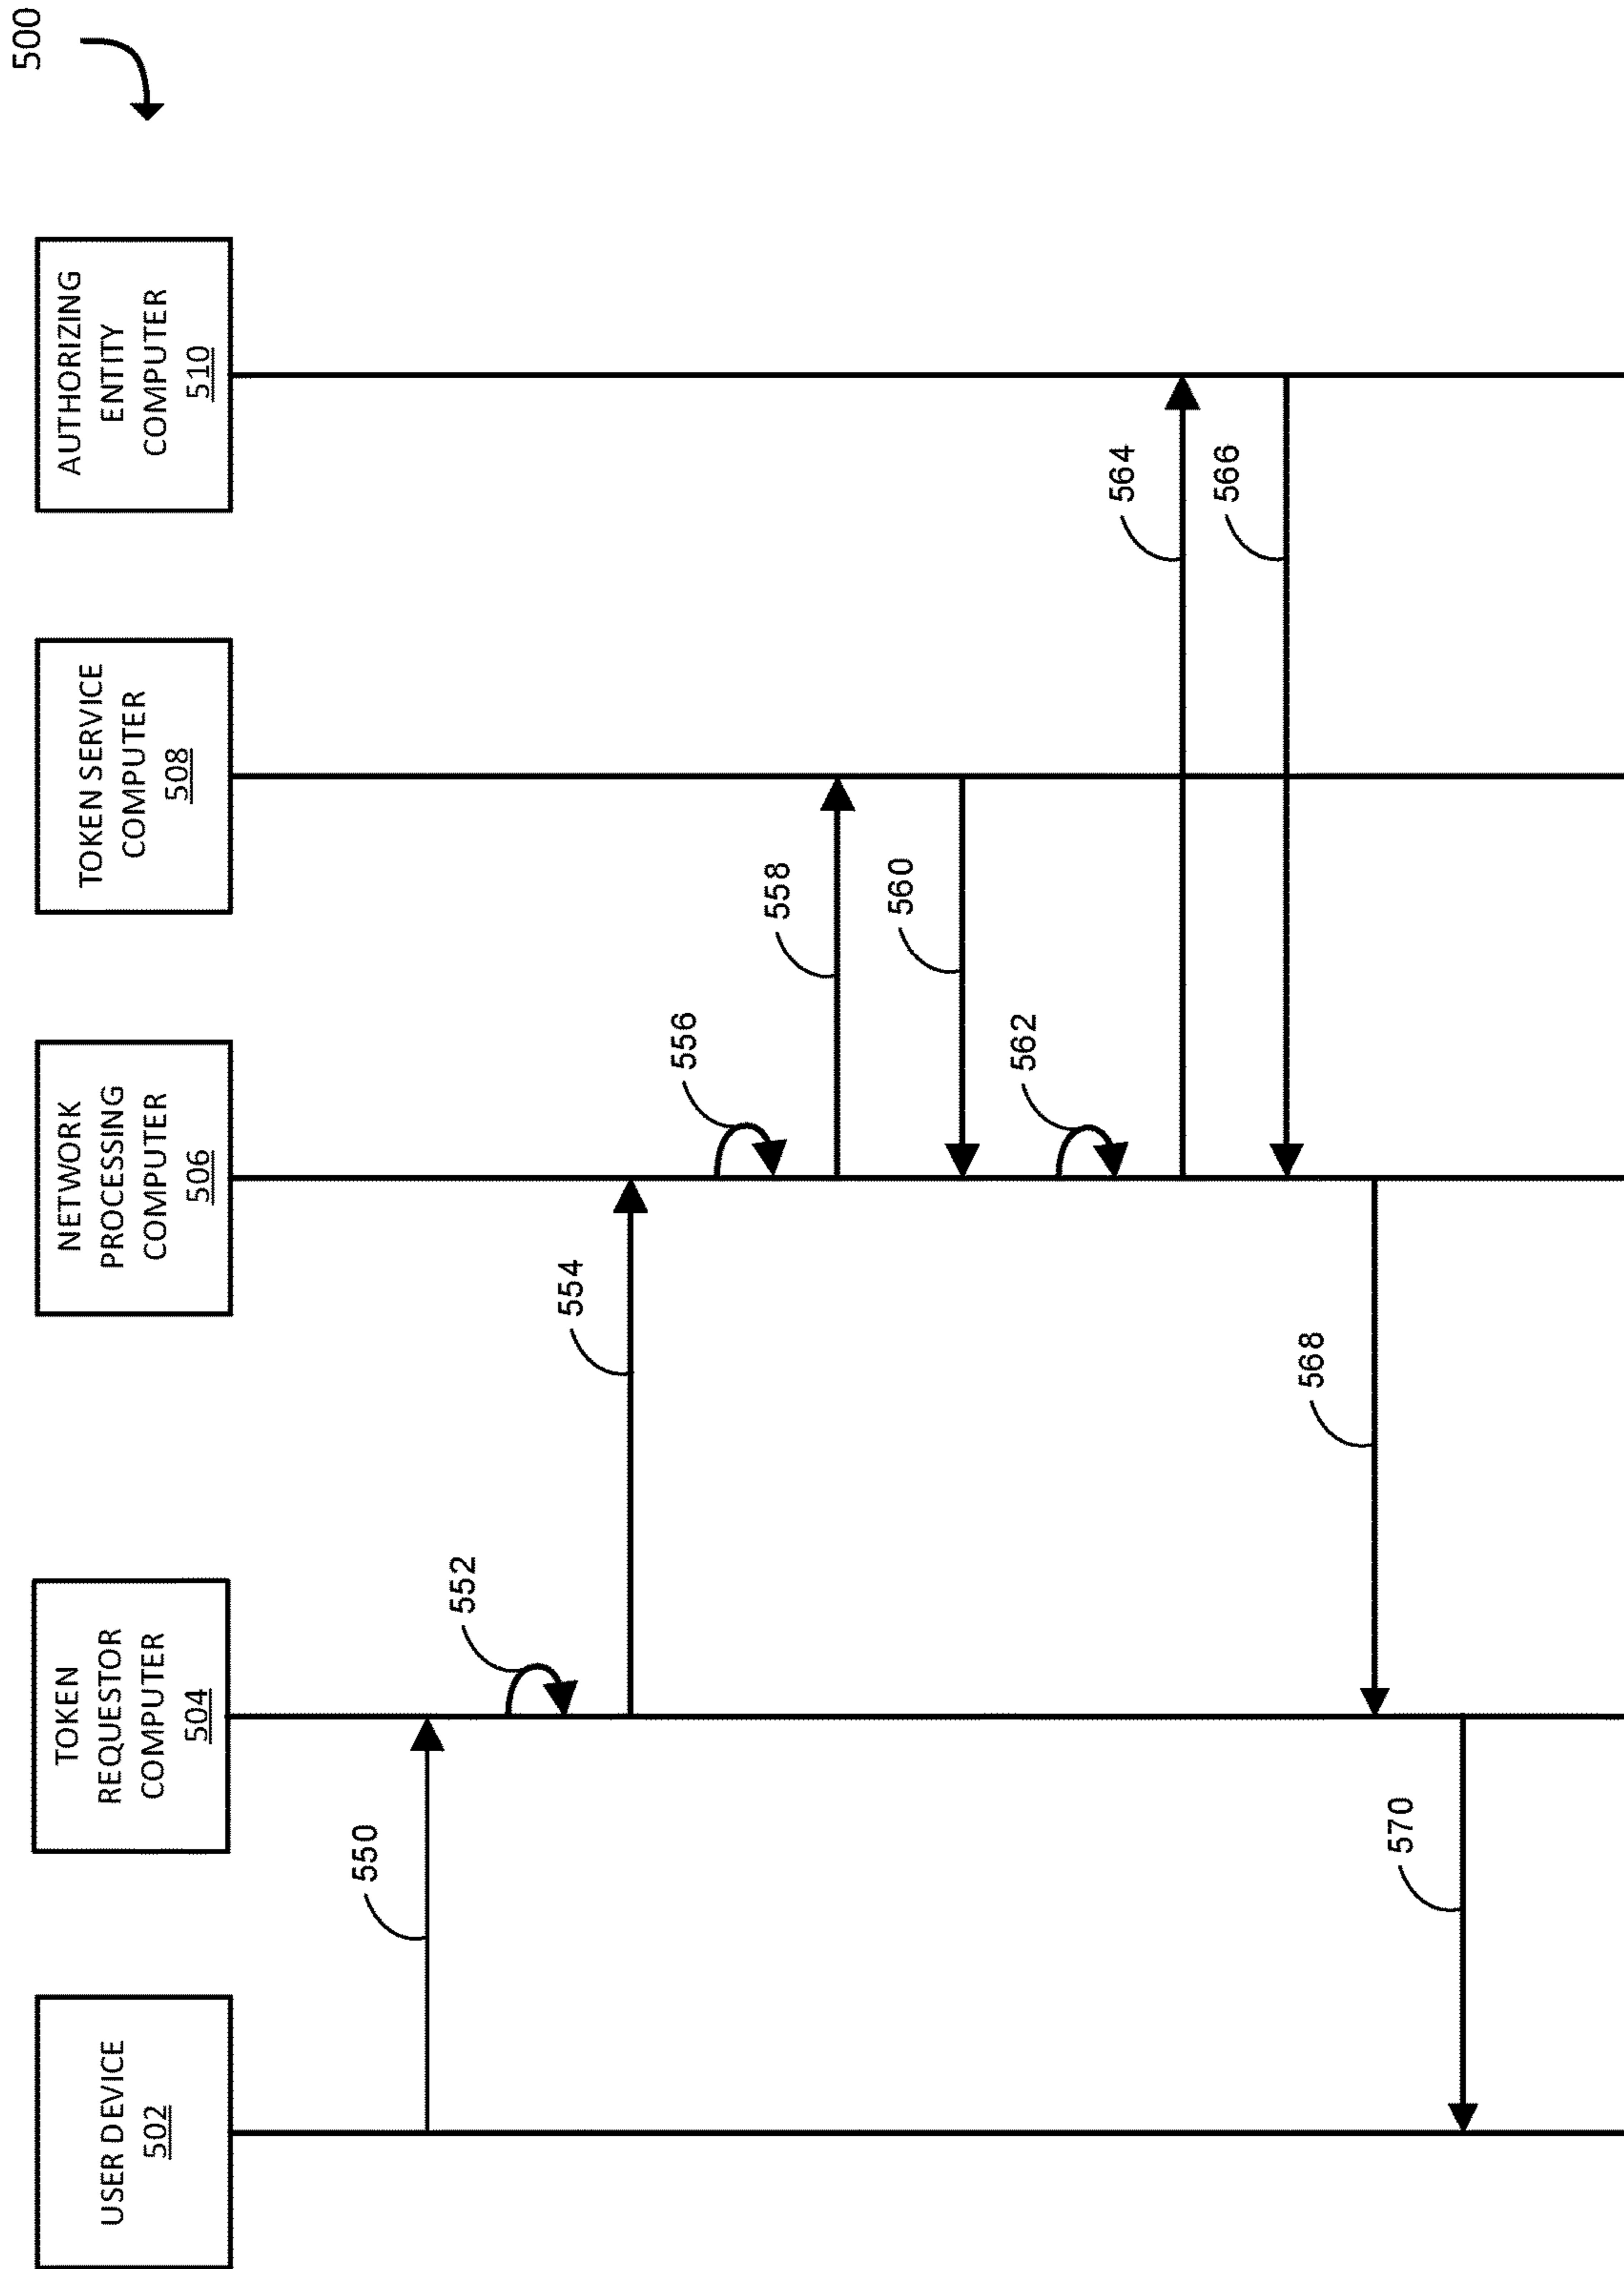 500
USER DEVICE
502
TOKEN
REQUESTOR
COMPUTER
504
NETWORK
PROCESSING
COMPUTER
506
TOKEN SERVICE
COMPUTER
508
AUTHORIZING
ENTITY
COMPUTER
510
550
552
554
556
558
560
562
564
566
568
570